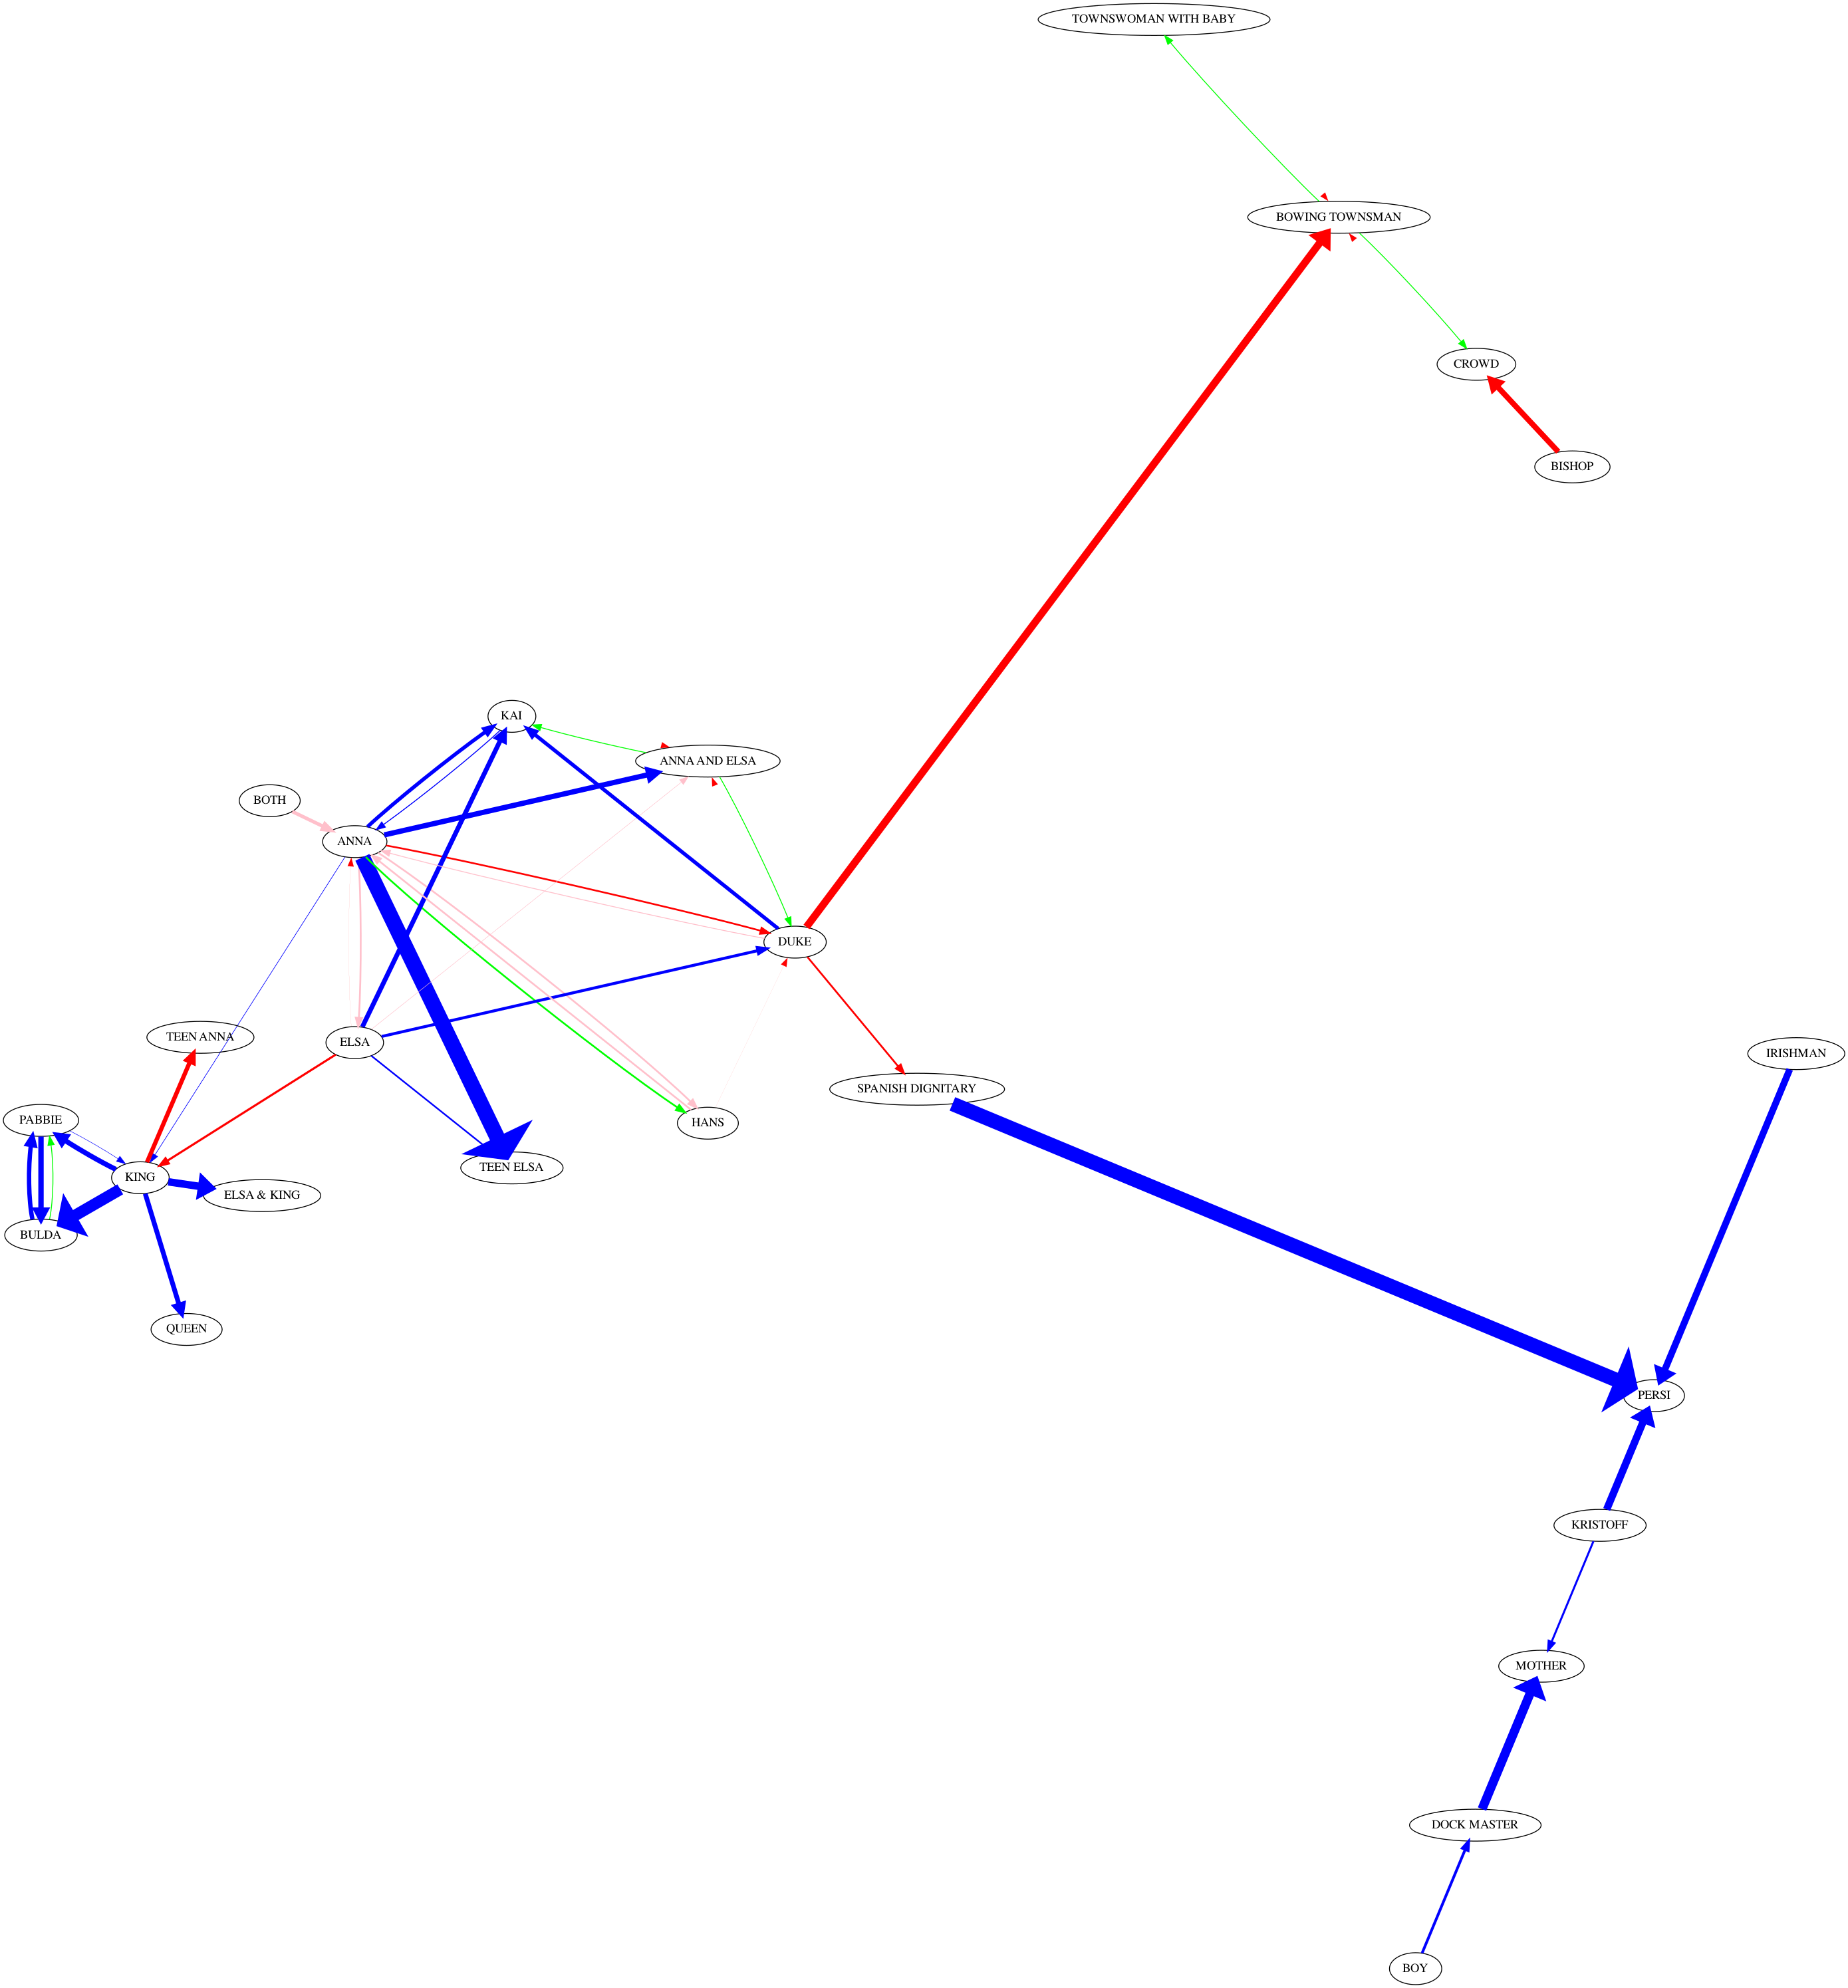 TOWNSWOMAN WITH BABY
BOWING TOWNSMAN
CROWD
BISHOP
KAI
ANNA AND ELSA
BOTH
ANNA
DUKE
TEEN ANNA
ELSA
IRISHMAN
SPANISH DIGNITARY
PABBIE
HANS
KING
TEEN ELSA
ELSA & KING
BULDA
QUEEN
PERSI
KRISTOFF
MOTHER
DOCK MASTER
BOY